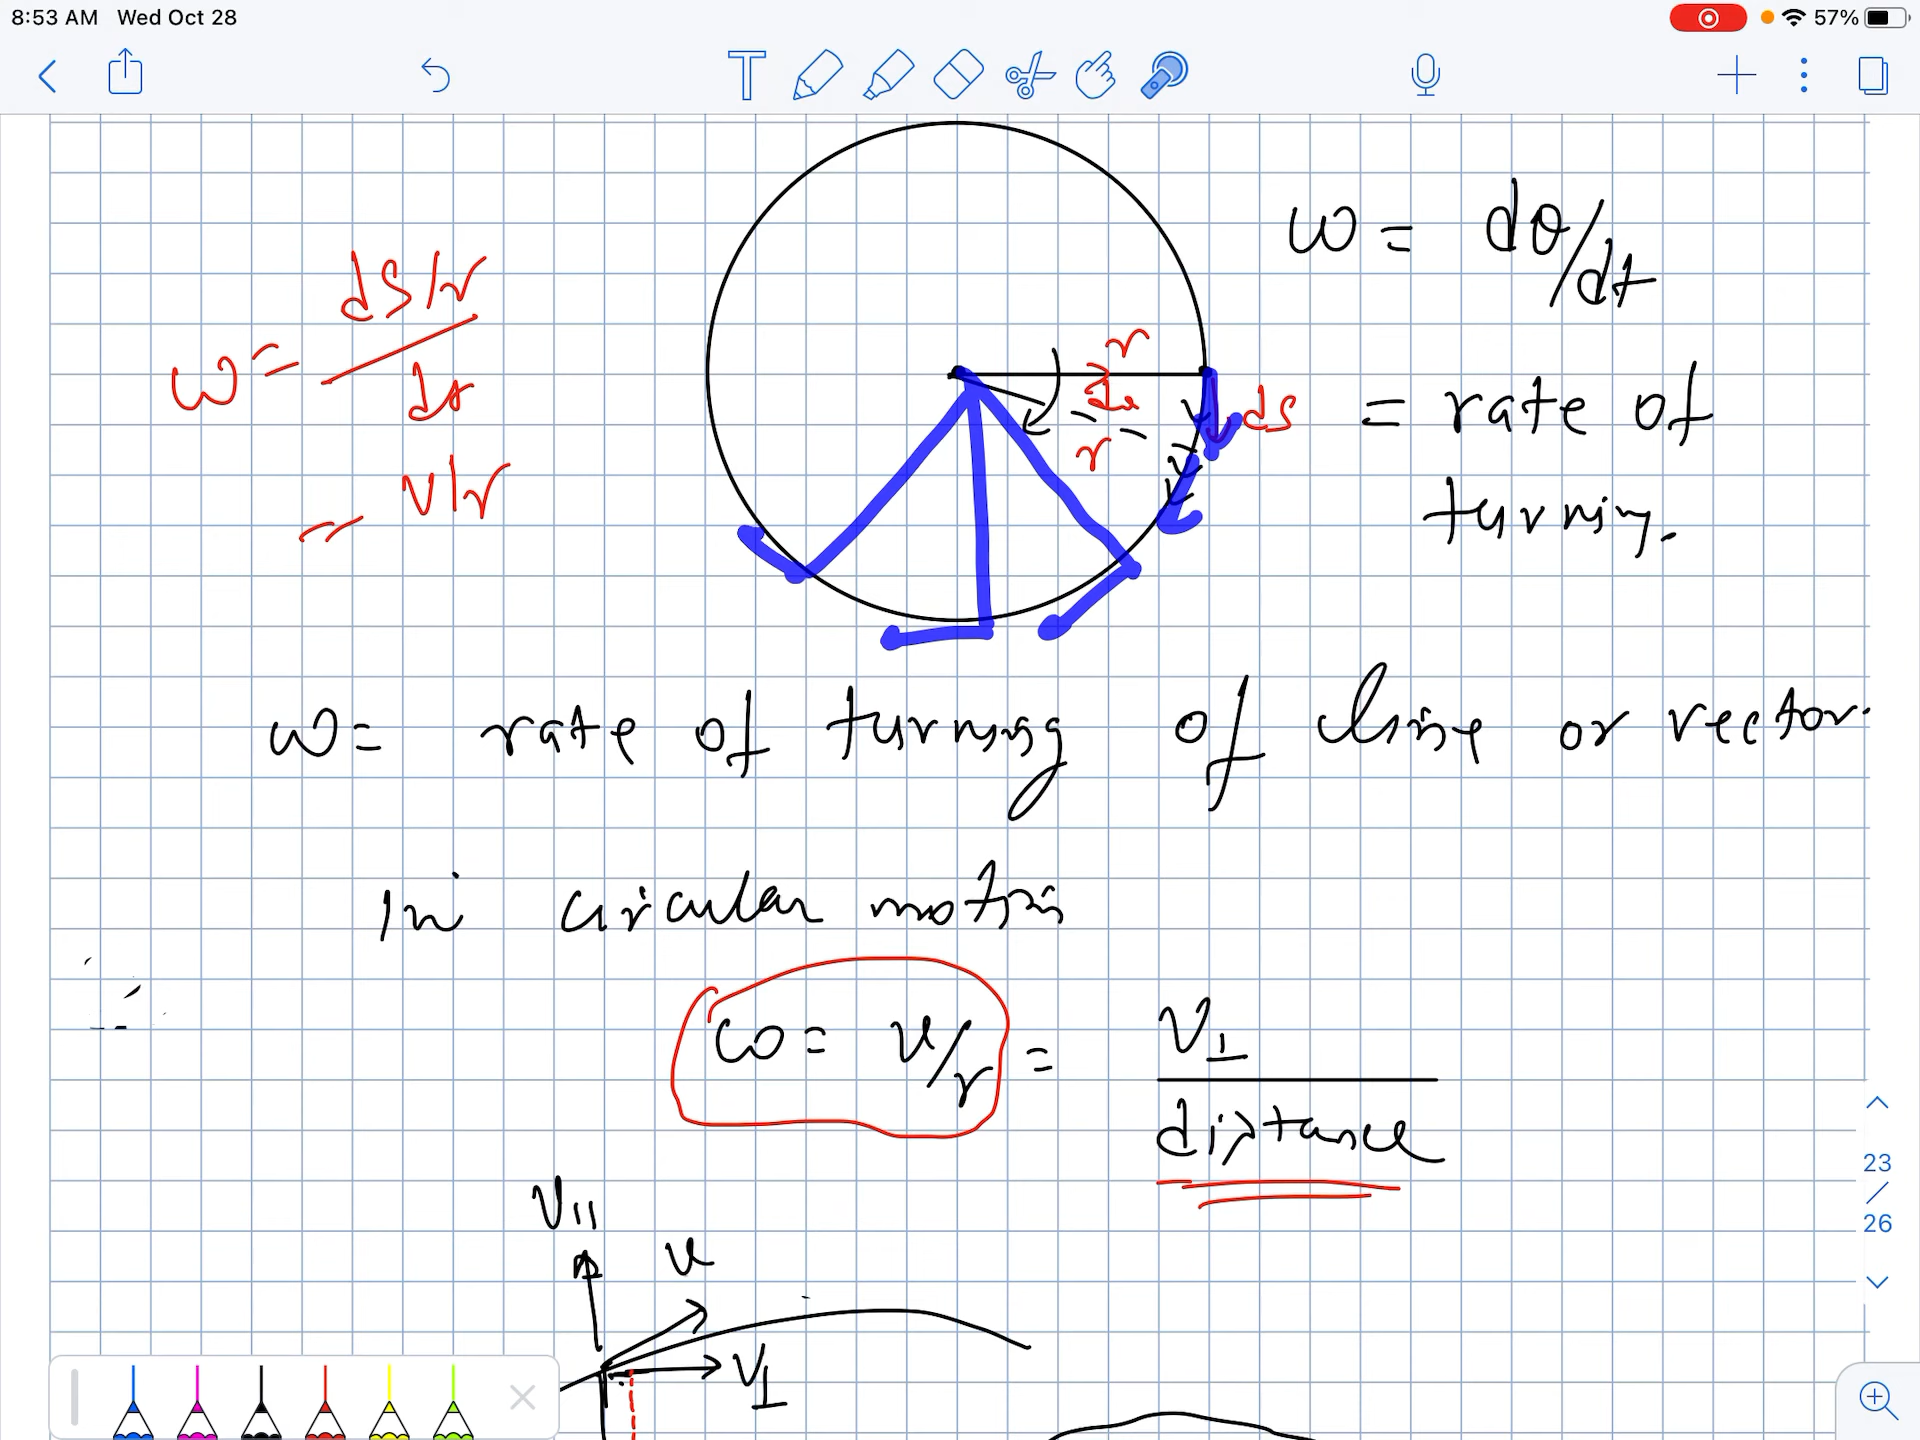 8:53 AM Wed Oct 28
57%
T
ω = dθ/dt
ω = ds/r
dt
= v/r
r
r
ds
= rate of
turning.
ω = rate of turning of line or vector.
In circular motion
ω = v/r = V⊥
distance
V||
v
V⊥
23
/
26